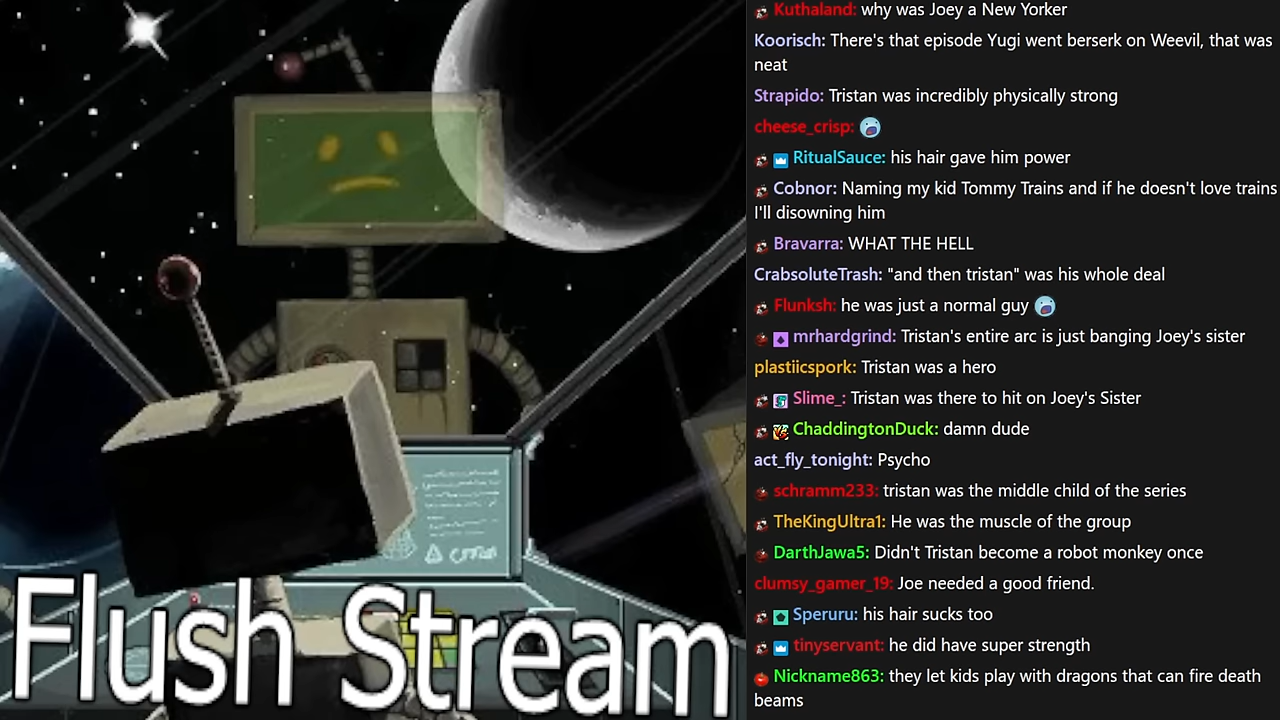 Kuthaland: why was Joey a New Yorker
Koorisch: There's that episode Yugi went berserk on Weevil, that was
neat
Strapido: Tristan was incredibly physically strong
cheese_crisp:
RitualSauce: his hair gave him power
Cobnor: Naming my kid Tommy Trains and if he doesn't love trains
I'll disowning him
Bravarra: WHAT THE HELL
CrabsoluteTrash: "and then tristan" was his whole deal
Flunksh: he was just a normal guy
mrhardgrind: Tristan's entire arc is just banging Joey's sister
plastiicspork: Tristan was a hero
Slime_: Tristan was there to hit on Joey's Sister
ChaddingtonDuck: damn dude
act_fly_tonight: Psycho
schramm233: tristan was the middle child of the series
TheKingUltra1: He was the muscle of the group
DarthJawa5: Didn't Tristan become a robot monkey once
clumsy_gamer_19: Joe needed a good friend.
Speruru: his hair sucks too
tinyservant: he did have super strength
Nickname863: they let kids play with dragons that can fire death
beams
Flush Stream